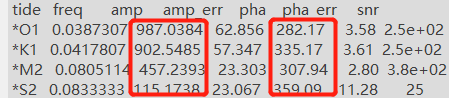 tide freq amp amp_err pha pha_err snr
*O1 0.0387307 987.0384 62.856 282.17 3.58 2.5e+02
*K1 0.0417807 902.5485 57.347 335.17 3.61 2.5e+02
*M2 0.0805114 457.2393 23.303 307.94 2.80 3.8e+02
*S2 0.0833333 115.1738 23.067 359.09 11.28 25